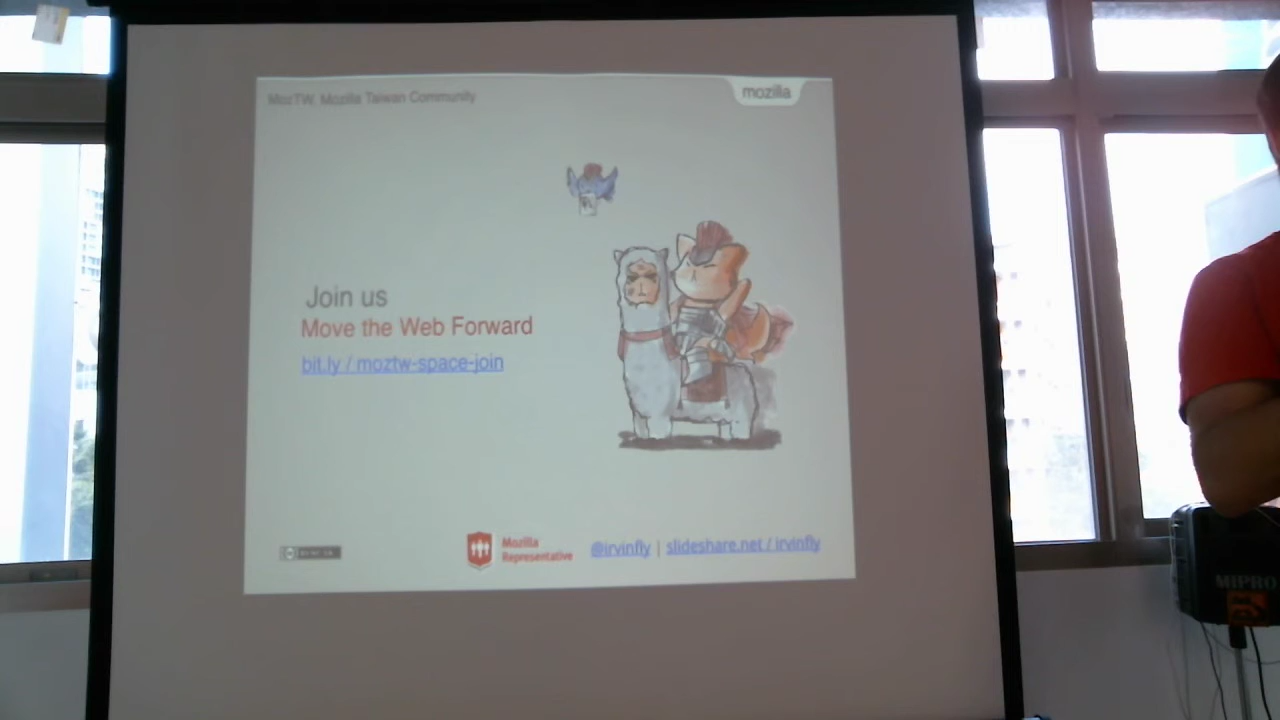 MozTW, Mozilla Taiwan Community
mozilla
Join us
Move the Web Forward
bit.ly / moztw-space-join
Mozilla
Representative
@irvinfly | slideshare.net / irvinfly
MIPRO